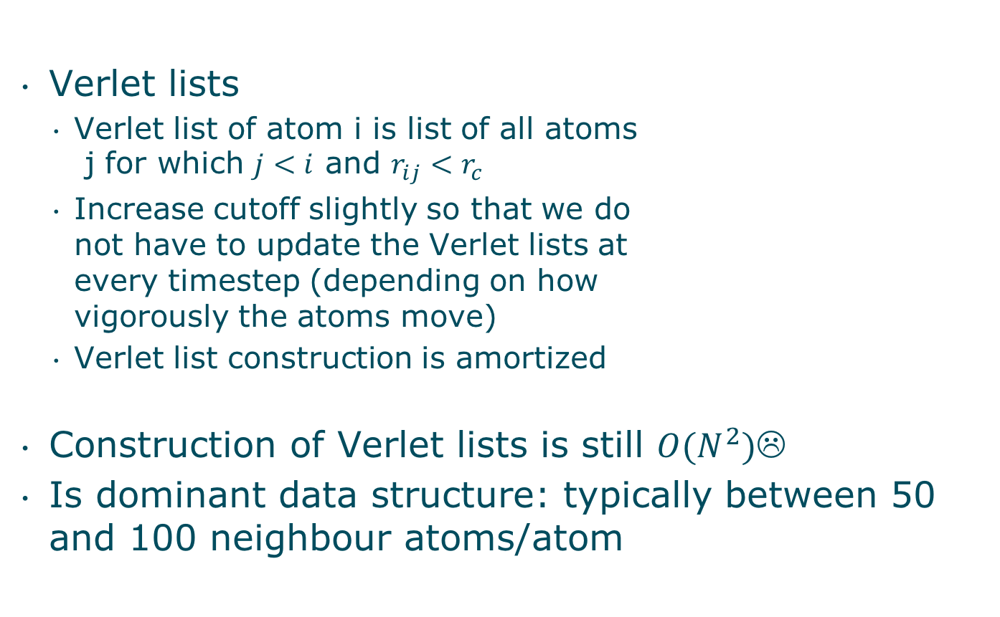 · Verlet lists
· Verlet list of atom i is list of all atoms
j for which j < i and r_{ij} < r_c
· Increase cutoff slightly so that we do
not have to update the Verlet lists at
every timestep (depending on how
vigorously the atoms move)
· Verlet list construction is amortized
· Construction of Verlet lists is still O(N²)☹
· Is dominant data structure: typically between 50
and 100 neighbour atoms/atom